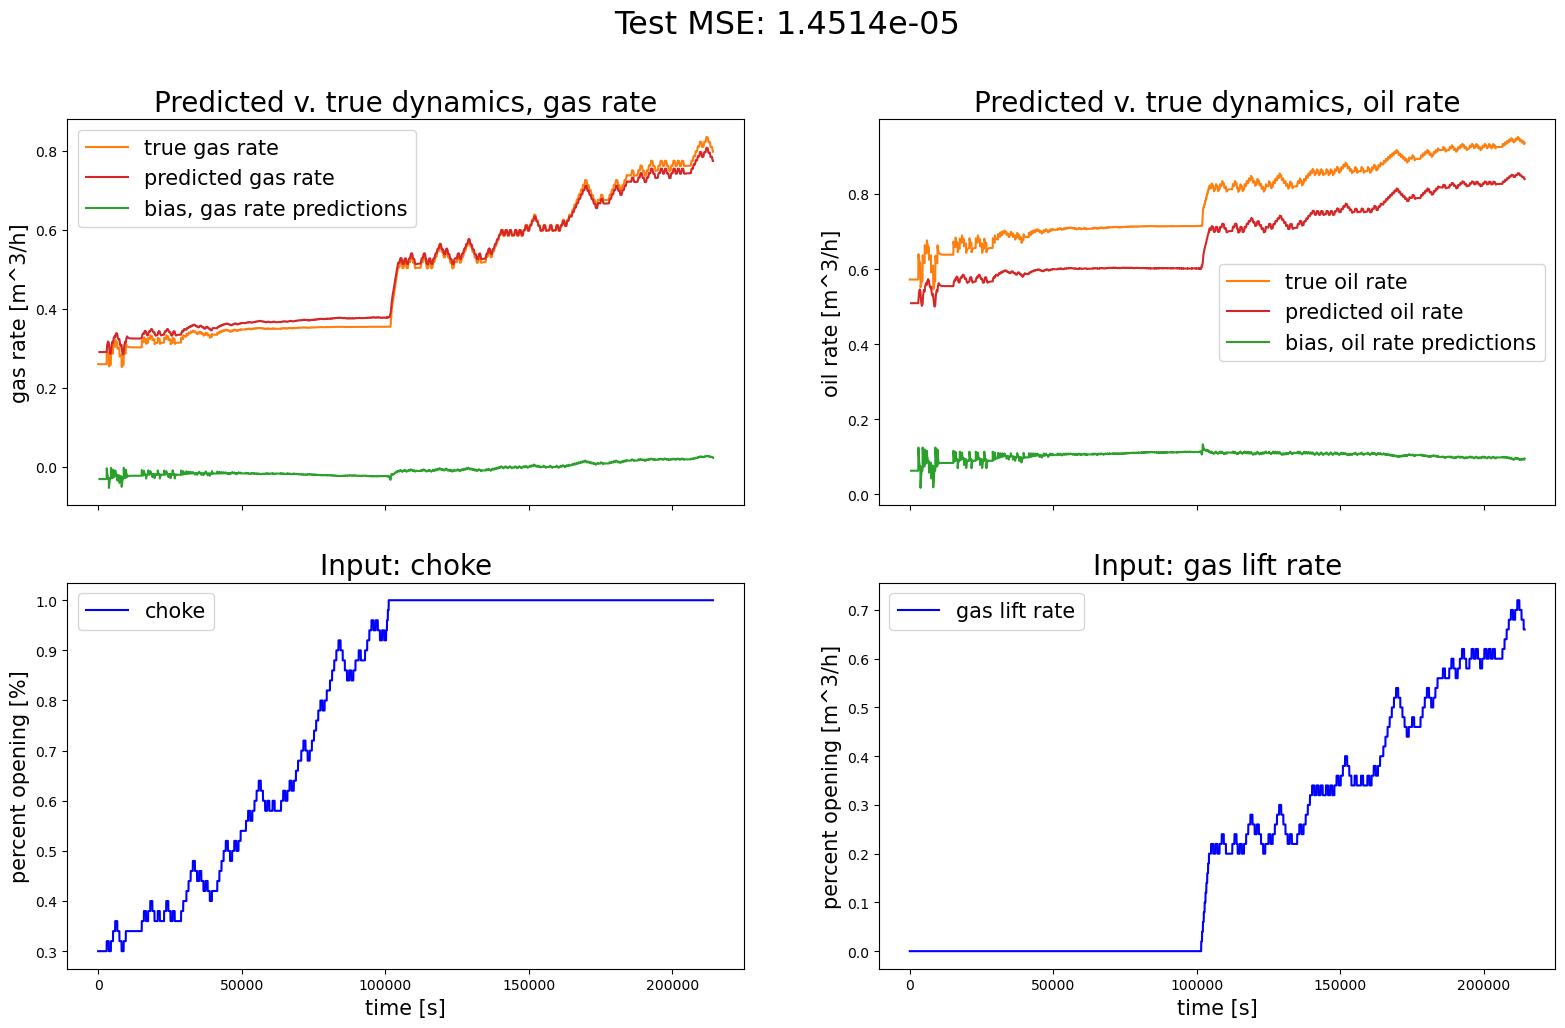 Test MSE: 1.4514e-05
Predicted v. true dynamics, gas rate
true gas rate
predicted gas rate
bias, gas rate predictions
gas rate [m^3/h]
0.8
0.6
0.4
0.2
0.0
Predicted v. true dynamics, oil rate
true oil rate
predicted oil rate
bias, oil rate predictions
oil rate [m^3/h]
0.8
0.6
0.4
0.2
0.0
Input: choke
choke
percent opening [%]
1.0
0.9
0.8
0.7
0.6
0.5
0.4
0.3
0 50000 100000 150000 200000
time [s]
Input: gas lift rate
gas lift rate
percent opening [m^3/h]
0.7
0.6
0.5
0.4
0.3
0.2
0.1
0.0
0 50000 100000 150000 200000
time [s]